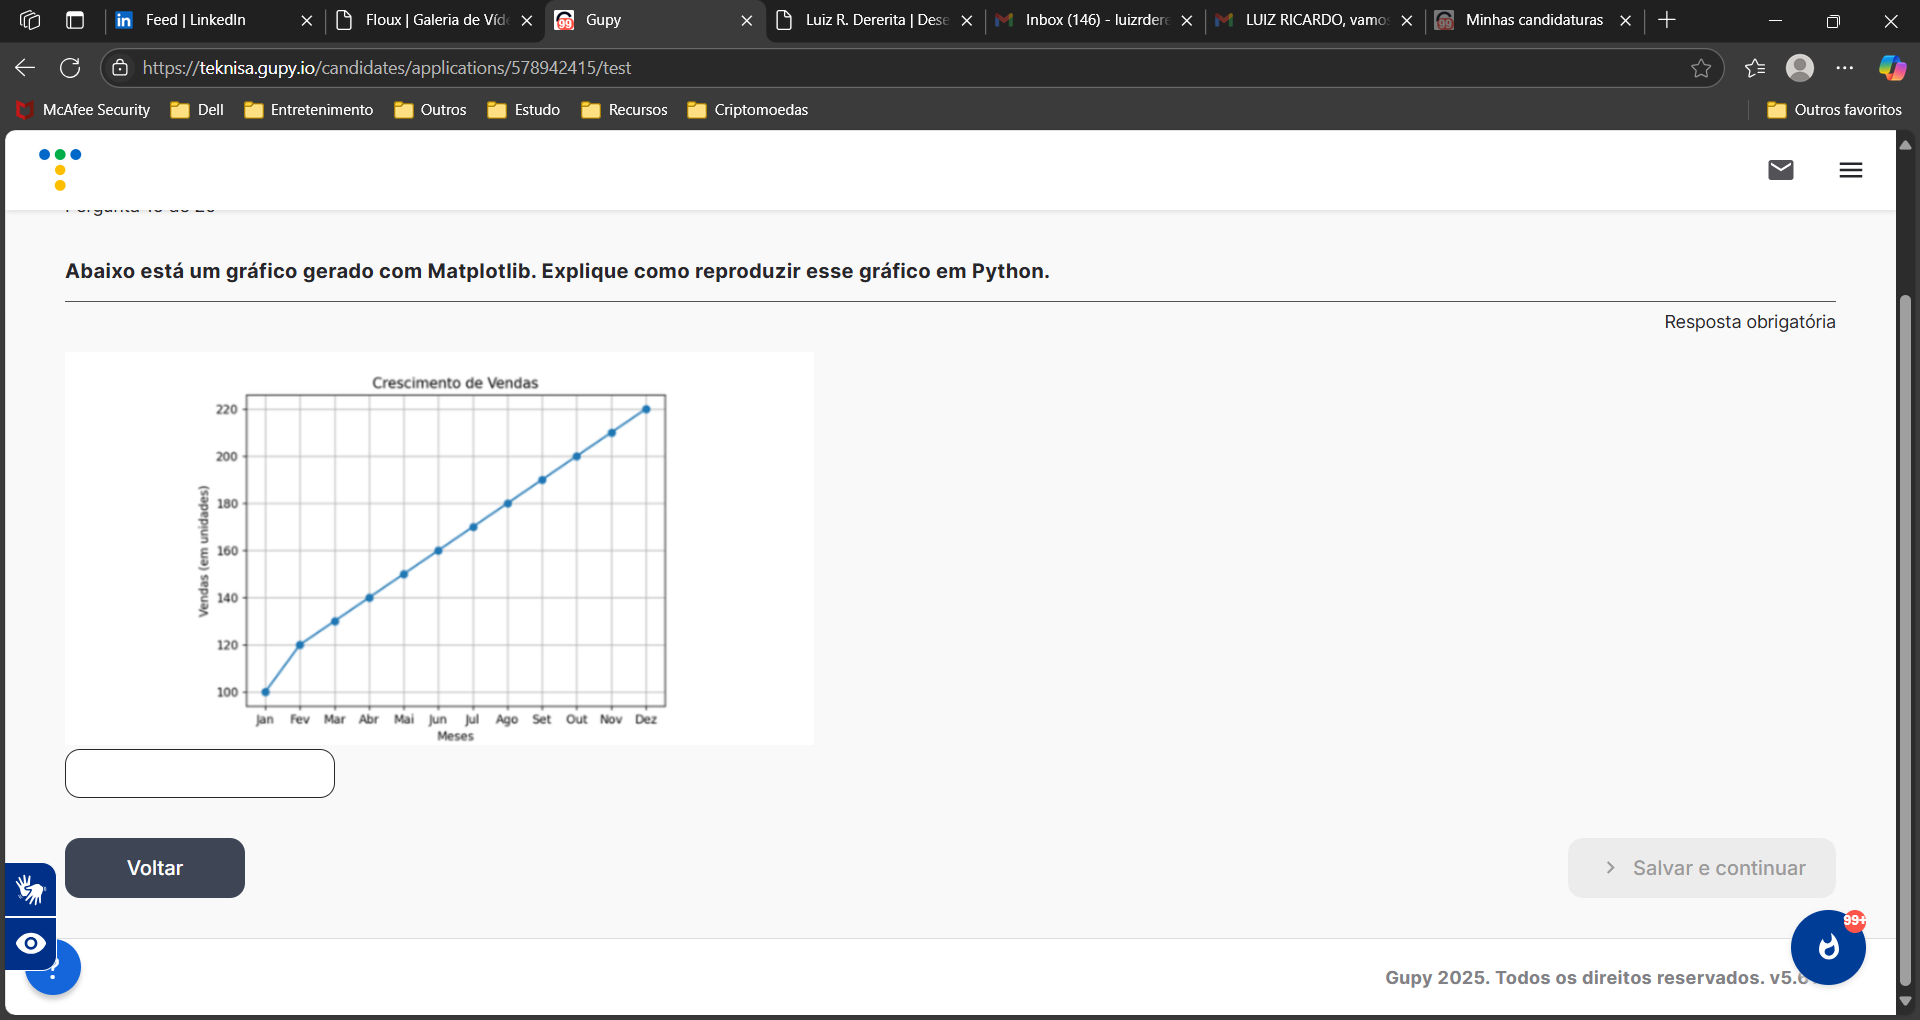 Feed | LinkedIn
Floux | Galeria de Víd
Gupy
Luiz R. Dererita | Dese
Inbox (146) - luizrdere
LUIZ RICARDO, vamo
Minhas candidaturas
https://teknisa.gupy.io/candidates/applications/578942415/test
McAfee Security
Dell
Entretenimento
Outros
Estudo
Recursos
Criptomoedas
Outros favoritos
Abaixo está um gráfico gerado com Matplotlib. Explique como reproduzir esse gráfico em Python.
Resposta obrigatória
Crescimento de Vendas
220
200
180
160
140
120
100
Vendas (em unidades)
Jan Fev Mar Abr Mai Jun Jul Ago Set Out Nov Dez
Meses
Voltar
Salvar e continuar
99+
?
Gupy 2025. Todos os direitos reservados. v5.6